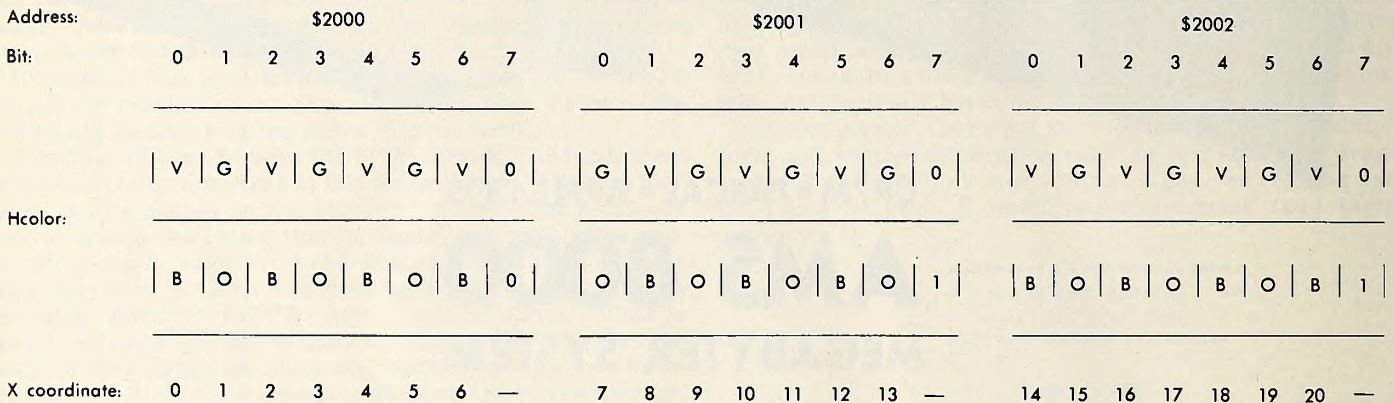 Address: $2000 $2001 $2002
Bit: 0 1 2 3 4 5 6 7 0 1 2 3 4 5 6 7 0 1 2 3 4 5 6 7
| V | G | V | G | V | G | V | 0 | | G | V | G | V | G | V | G | 0 | | V | G | V | G | V | G | V | 0 |
Hcolor:
| B | O | B | O | B | O | B | 0 | | O | B | O | B | O | B | O | 1 | | B | O | B | O | B | O | B | 1 |
X coordinate: 0 1 2 3 4 5 6 — 7 8 9 10 11 12 13 — 14 15 16 17 18 19 20 —